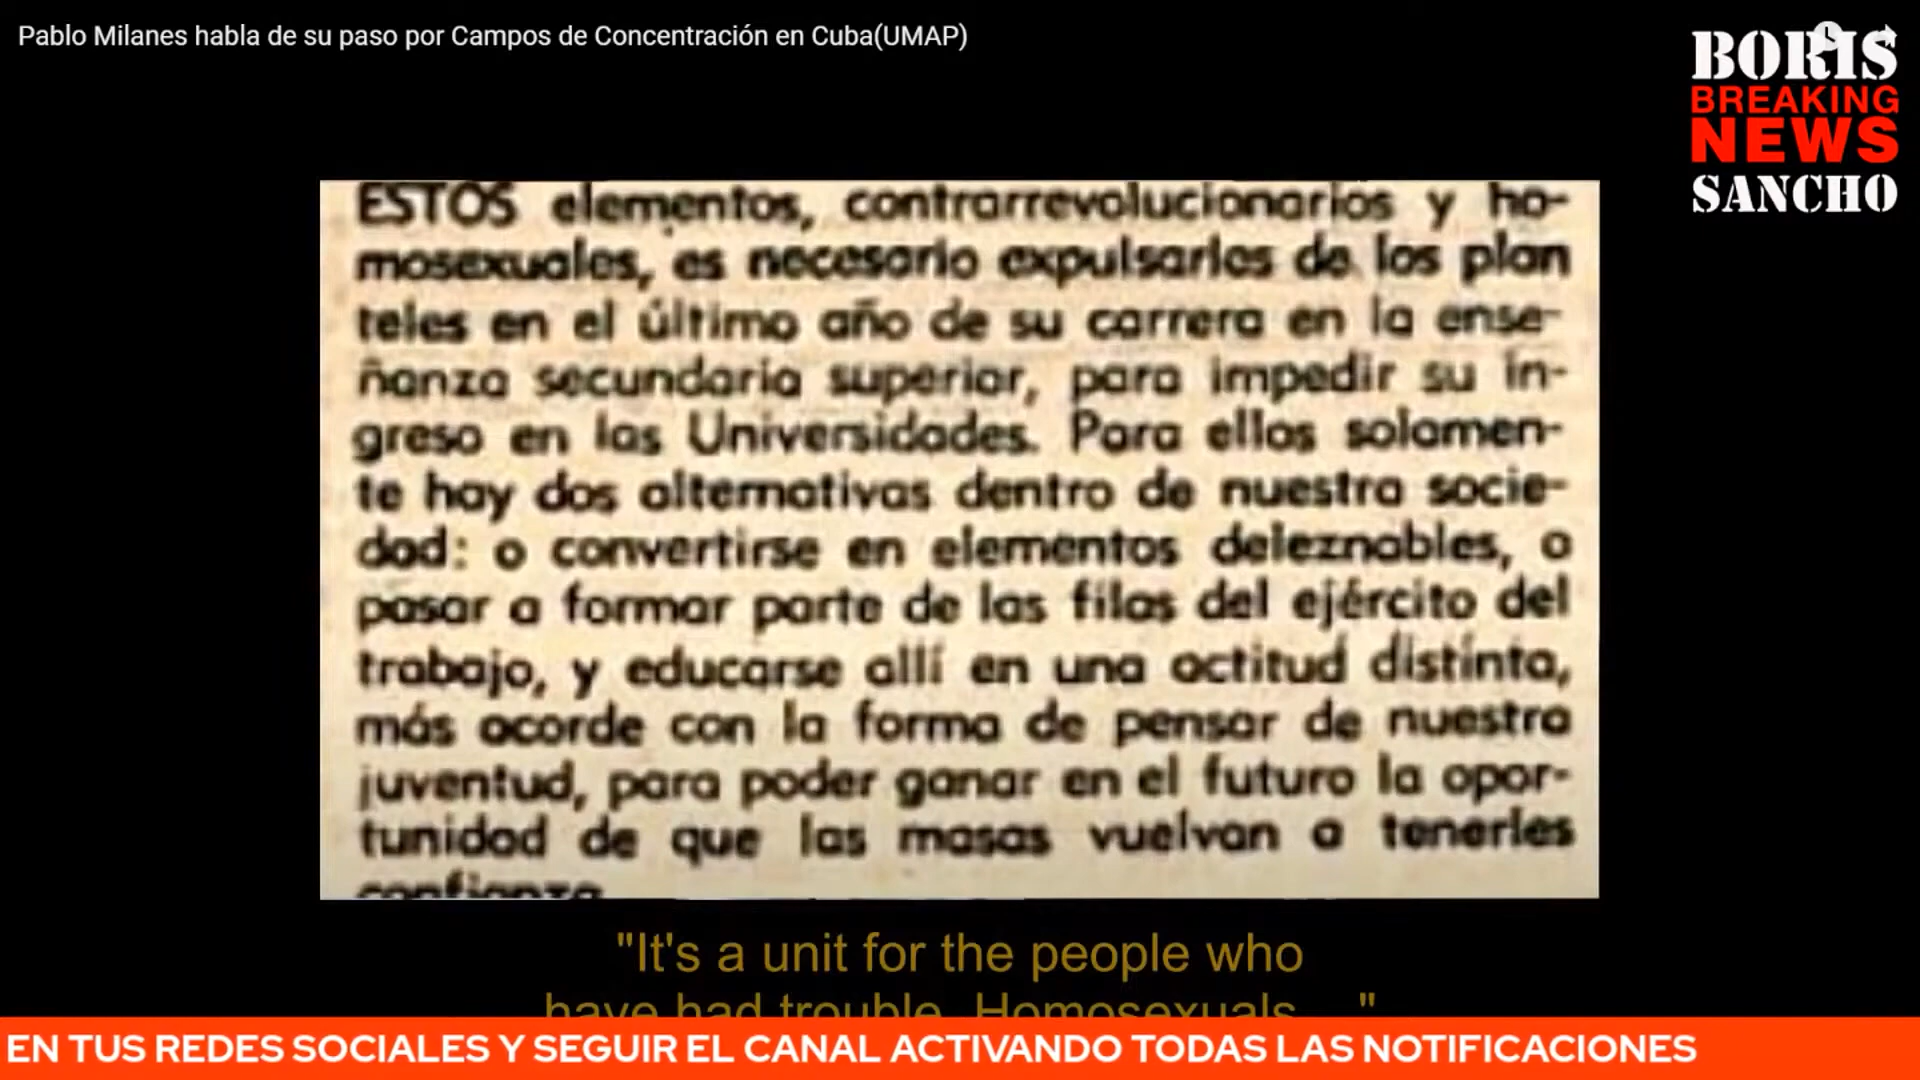 Pablo Milanes habla de su paso por Campos de Concentración en Cuba(UMAP)
BORIS
BREAKING
NEWS
SANCHO
ESTOS elementos, contrarrevolucionarios y ho-
mosexuales, es necesario expulsarlos de los plan
teles en el último año de su carrera en la ense-
ñanza secundaria superior, para impedir su in-
greso en las Universidades. Para ellos solamen-
te hay dos alternativas dentro de nuestra socie-
dad: o convertirse en elementos deleznables, o
pasar a formar parte de las filas del ejército del
trabajo, y educarse allí en una actitud distinta,
más acorde con la forma de pensar de nuestra
juventud, para poder ganar en el futuro la opor-
tunidad de que las masas vuelvan a tenerles
confianza
"It's a unit for the people who
have had trouble. Homosexuals... "
EN TUS REDES SOCIALES Y SEGUIR EL CANAL ACTIVANDO TODAS LAS NOTIFICACIONES